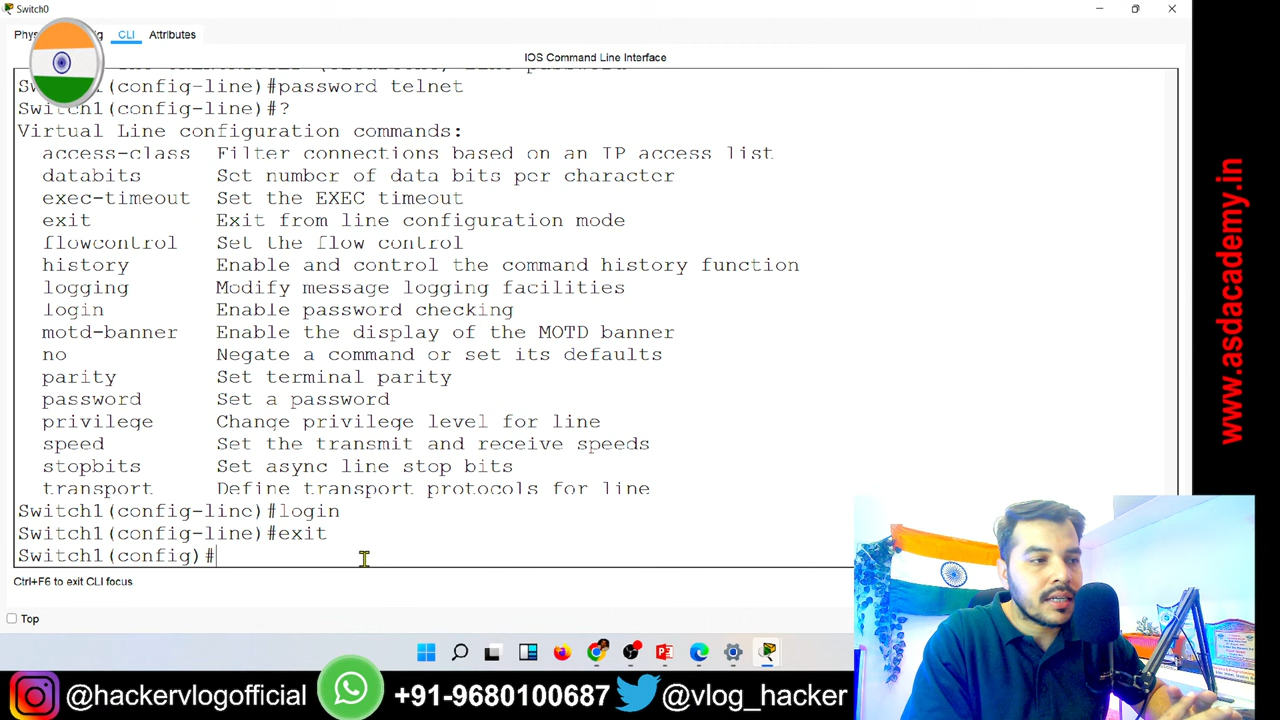 Switch0
CLI
Attributes
IOS Command Line Interface
Switch1(config-line)#password telnet
Switch1(config-line)#?
Virtual Line configuration commands:
access-class Filter connections based on an IP access list
databits Set number of data bits per character
exec-timeout Set the EXEC timeout
exit Exit from line configuration mode
flowcontrol Set the flow control
history Enable and control the command history function
logging Modify message logging facilities
login Enable password checking
motd-banner Enable the display of the MOTD banner
no Negate a command or set its defaults
parity Set terminal parity
password Set a password
privilege Change privilege level for line
speed Set the transmit and receive speeds
stopbits Set async line stop bits
transport Define transport protocols for line
Switch1(config-line)#login
Switch1(config-line)#exit
Switch1(config)#
Ctrl+F6 to exit CLI focus
Top
www.asdacademy.in
@hackervlogofficial
+91-9680100687
@vlog_hacker